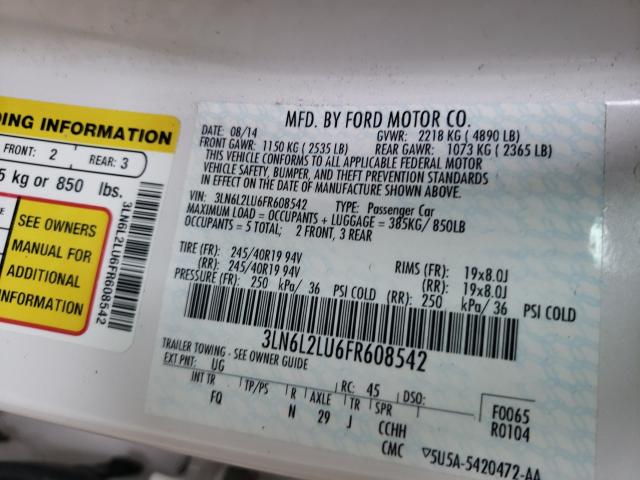 DING INFORMATION
FRONT: 2 REAR: 3
5 kg or 850 lbs.
SEE OWNERS
MANUAL FOR
ADDITIONAL
INFORMATION
3LN6L2LU6FR608542
MFD. BY FORD MOTOR CO.
DATE: 08/14 GVWR: 2218 KG ( 4890 LB)
FRONT GAWR: 1150 KG ( 2535 LB) REAR GAWR: 1073 KG ( 2365 LB)
THIS VEHICLE CONFORMS TO ALL APPLICABLE FEDERAL MOTOR
VEHICLE SAFETY, BUMPER, AND THEFT PREVENTION STANDARDS
IN EFFECT ON THE DATE OF MANUFACTURE SHOWN ABOVE.
VIN: 3LN6L2LU6FR608542 TYPE: Passenger Car
MAXIMUM LOAD = OCCUPANTS + LUGGAGE = 385KG/ 850LB
OCCUPANTS = 5 TOTAL; 2 FRONT, 3 REAR
TIRE (FR): 245/40R19 94V RIMS (FR): 19x8.0J
(RR): 245/40R19 94V (RR): 19x8.0J
PRESSURE (FR): 250 kPa/ 36 PSI COLD (RR): 250 kPa/ 36 PSI COLD
3LN6L2LU6FR608542
TRAILER TOWING - SEE OWNER GUIDE
EXT PNT: UG RC: 45 DSO:
INT TR TP/PS R AXLE TR SPR F0065
FQ N 29 J CCHH R0104
CMC ▽5U5A-5420472-AA